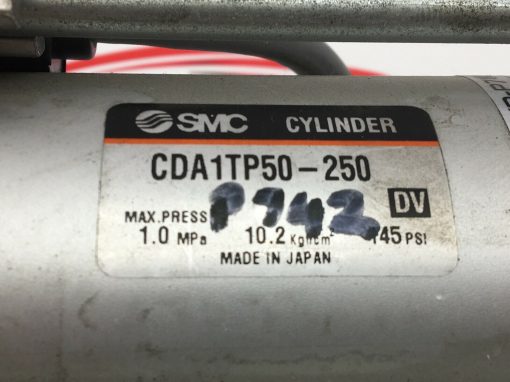 SMC CYLINDER
CDA1TP50-250
DV
MAX.PRESS P742
1.0 MPa 10.2 Kgf/cm² 145 PSI
MADE IN JAPAN